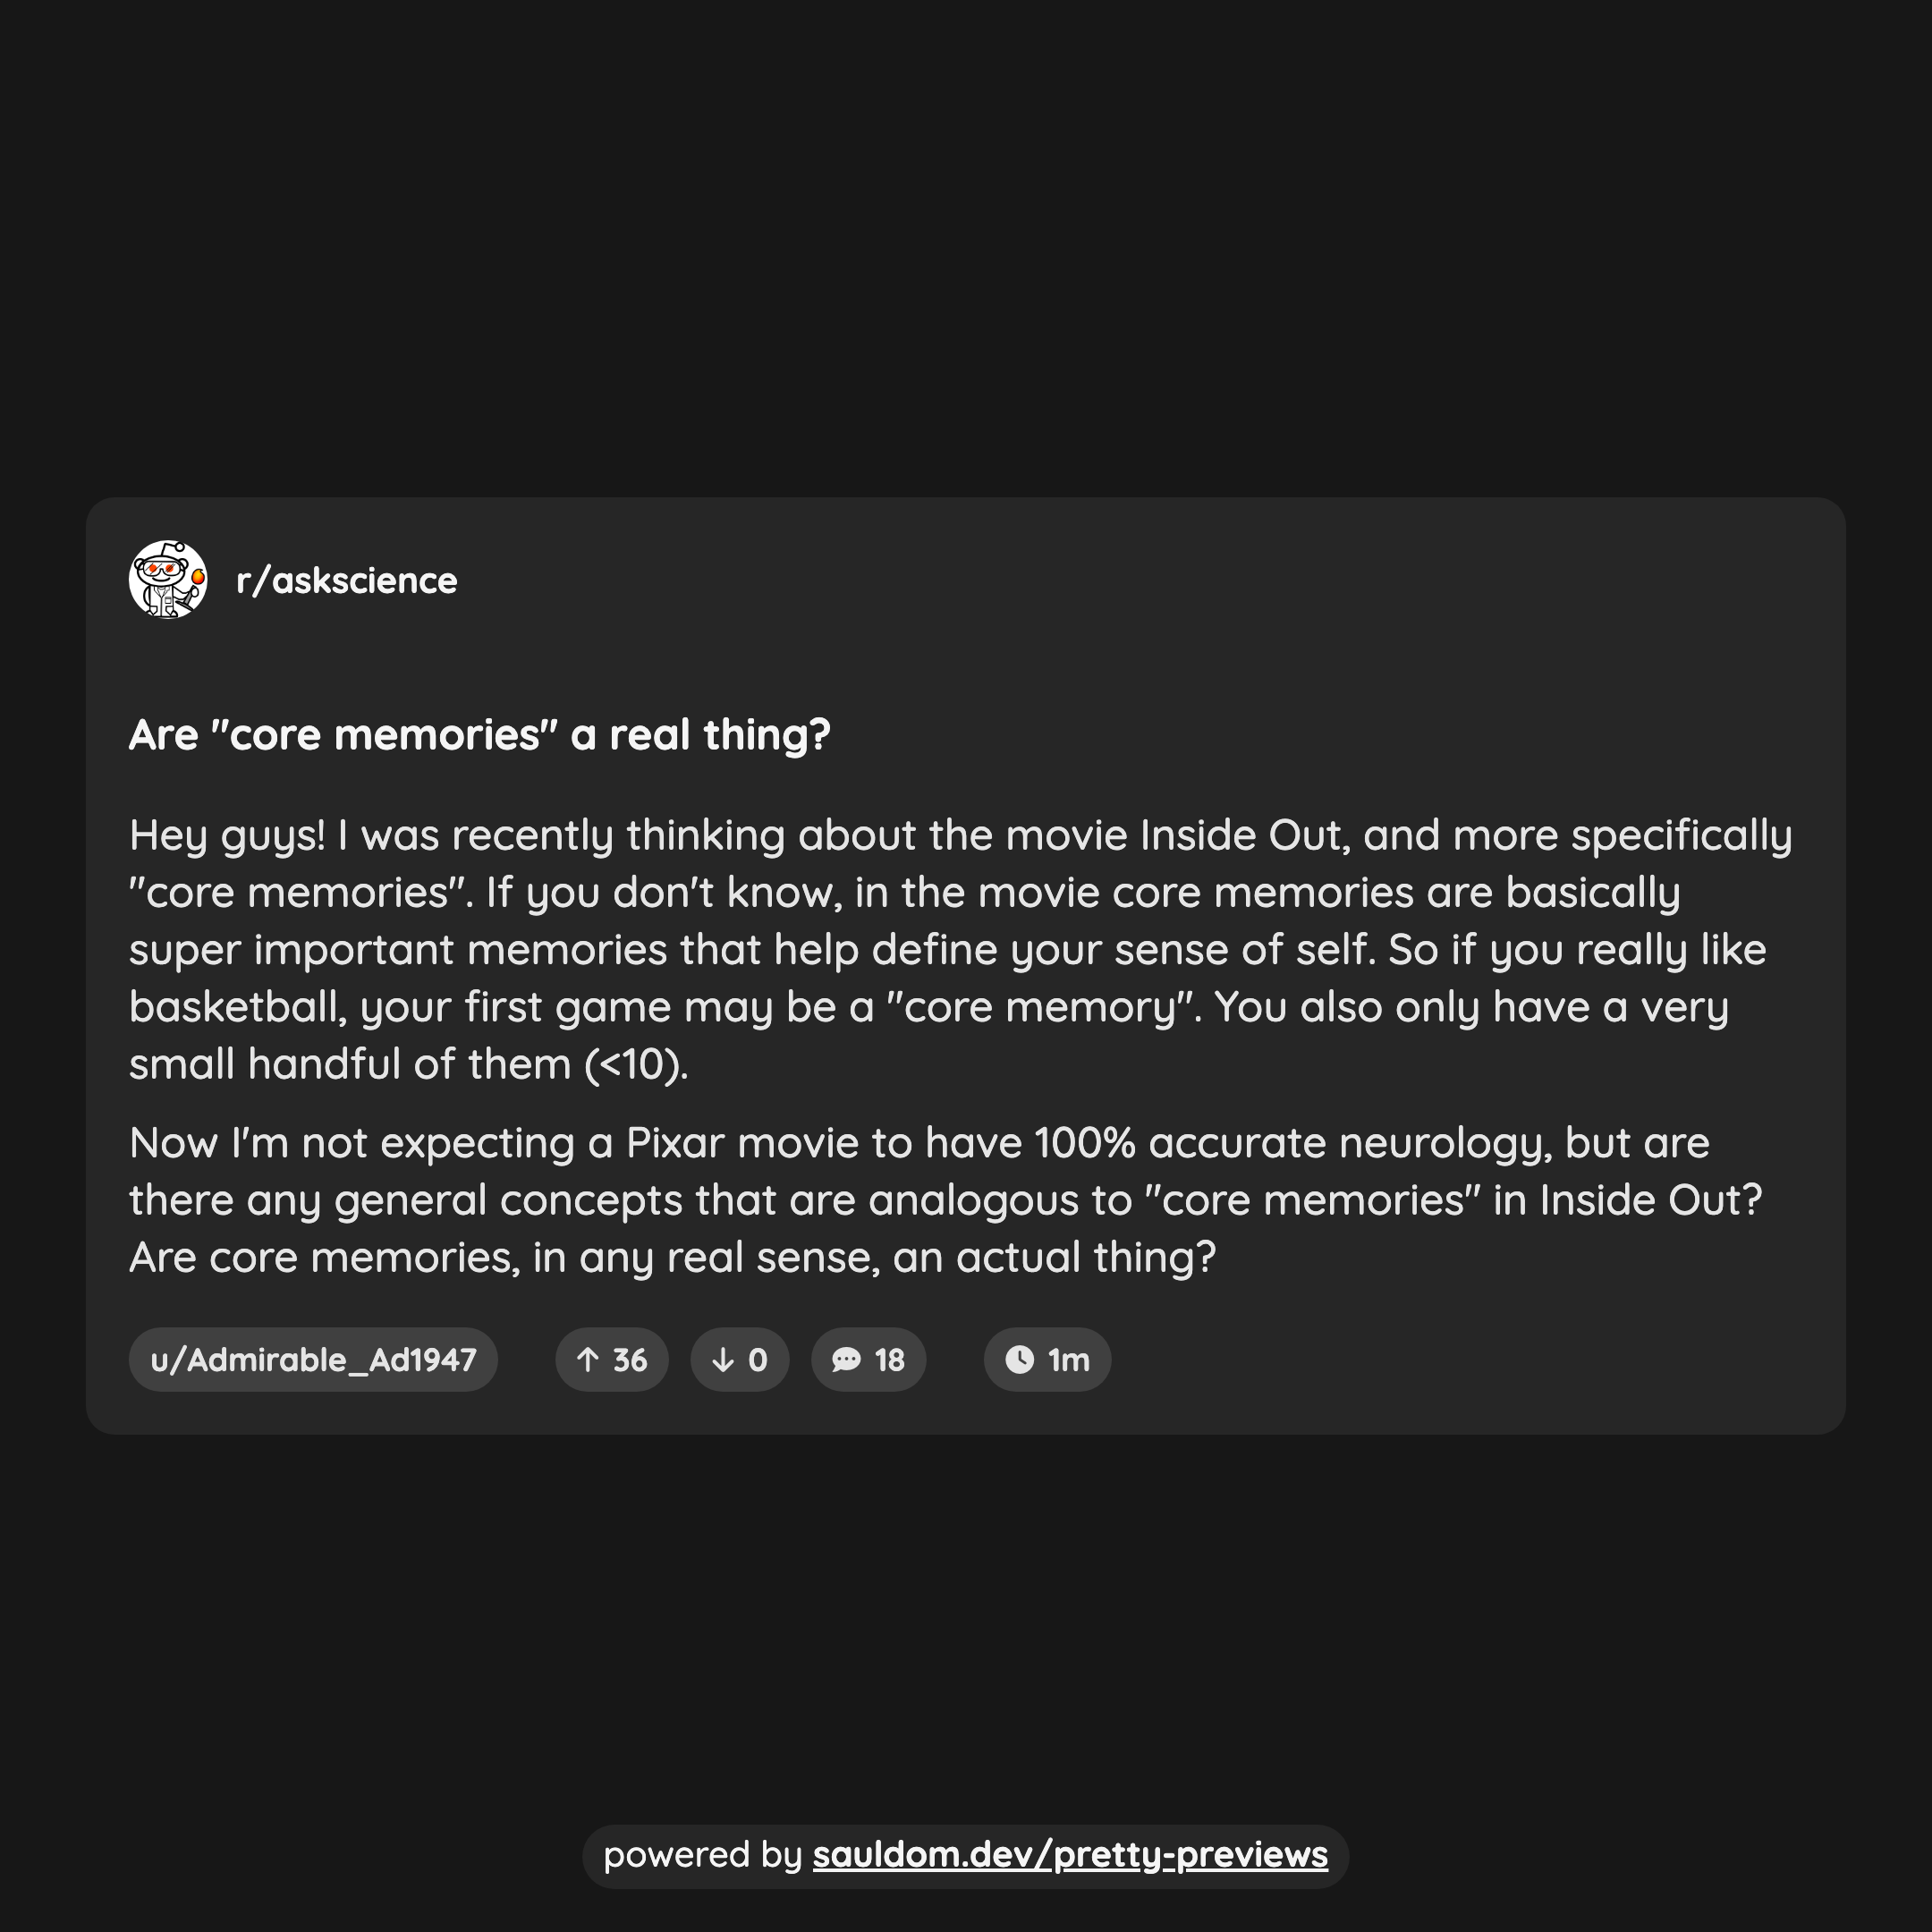 r/askscience
Are "core memories" a real thing?
Hey guys! I was recently thinking about the movie Inside Out, and more specifically
"core memories". If you don't know, in the movie core memories are basically
super important memories that help define your sense of self. So if you really like
basketball, your first game may be a "core memory". You also only have a very
small handful of them (<10).
Now I'm not expecting a Pixar movie to have 100% accurate neurology, but are
there any general concepts that are analogous to "core memories" in Inside Out?
Are core memories, in any real sense, an actual thing?
u/Admirable_Ad1947 ↑ 36 ↓ 0 18 1m
powered by sauldom.dev/pretty-previews